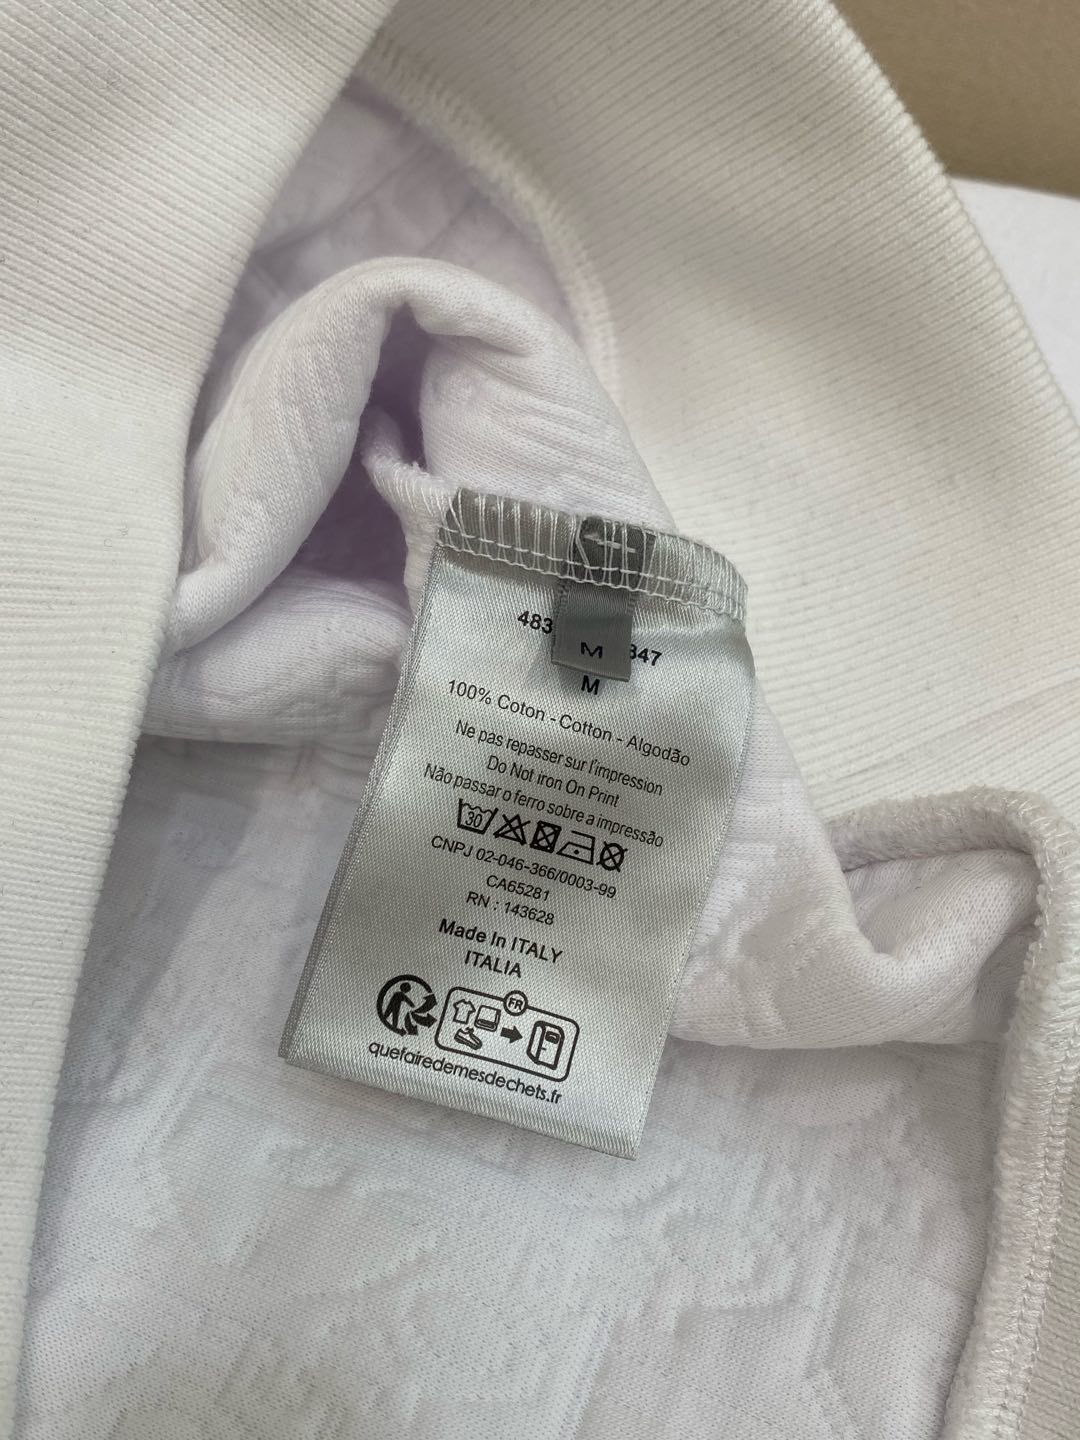 483 347
M
M
100% Coton - Cotton - Algodão
Ne pas repasser sur l'impression
Do Not iron On Print
Não passar o ferro sobre a impressão
30
CNPJ 02-046-366/0003-99
CA65281
RN : 143628
Made In ITALY
ITALIA
FR
quefairedemesdechets.fr